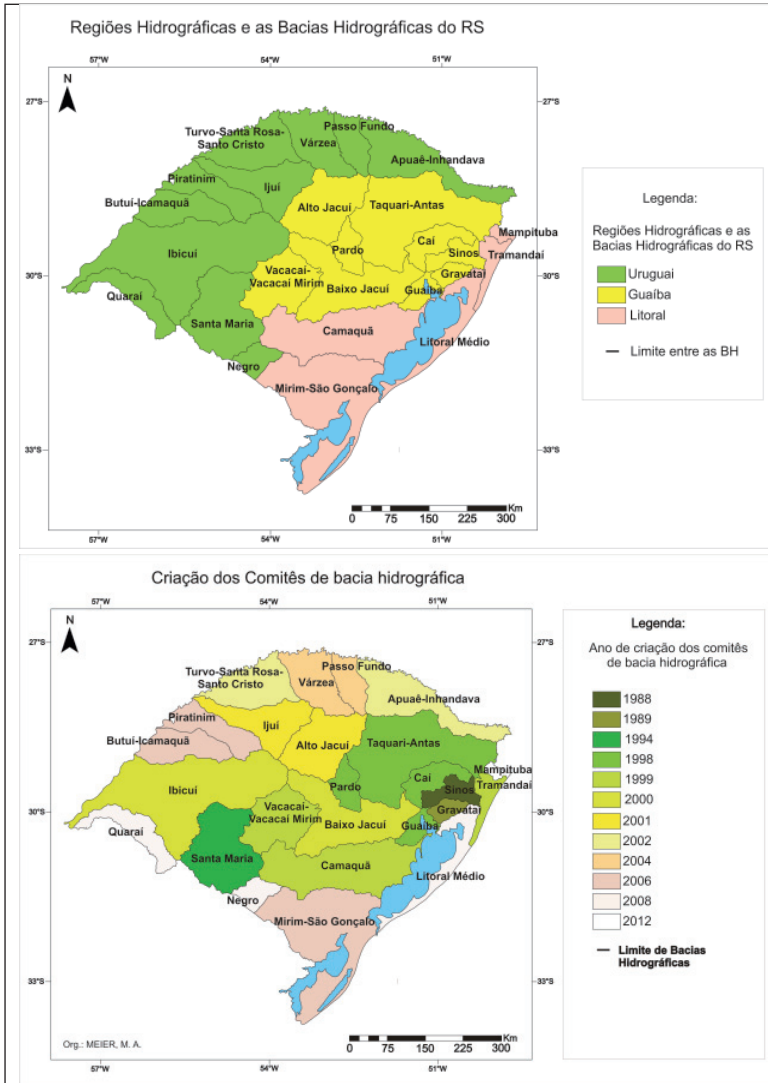 Regiões Hidrográficas e as Bacias Hidrográficas do RS
57°W
54°W
51°W
N
27°S
27°S
Passo Fundo
Turvo-Santa Rosa-
Santo Cristo
Várzea
Apuaê-Inhandava
Piratinim
Ijuí
Butuí-Icamaquã
Alto Jacuí
Taquari-Antas
Mampituba
Tramandaí
Ibicuí
Pardo
Caí
Sinos
Gravataí
30°S
30°S
Vacacaí-
Vacacaí Mirim
Baixo Jacuí
Guaíba
Quaraí
Santa Maria
Camaquã
Litoral Médio
Negro
Mirim-São Gonçalo
33°S
33°S
Km
0 75 150 225 300
57°W
54°W
51°W
Legenda:
Regiões Hidrográficas e as
Bacias Hidrográficas do RS
Uruguai
Guaíba
Litoral
Limite entre as BH
Criação dos Comitês de bacia hidrográfica
57°W
54°W
51°W
N
27°S
27°S
Passo Fundo
Turvo-Santa Rosa-
Santo Cristo
Várzea
Apuaê-Inhandava
Piratinim
Ijuí
Butuí-Icamaquã
Alto Jacuí
Taquari-Antas
Mampituba
Tramandaí
Ibicuí
Pardo
Caí
Sinos
Gravataí
30°S
30°S
Vacacaí-
Vacacaí Mirim
Baixo Jacuí
Guaíba
Quaraí
Santa Maria
Camaquã
Litoral Médio
Negro
Mirim-São Gonçalo
33°S
33°S
Km
0 75 150 225 300
Org.: MEIER, M. A.
57°W
54°W
51°W
Legenda:
Ano de criação dos comitês
de bacia hidrográfica
1988
1989
1994
1998
1999
2000
2001
2002
2004
2006
2008
2012
Limite de Bacias
Hidrográficas